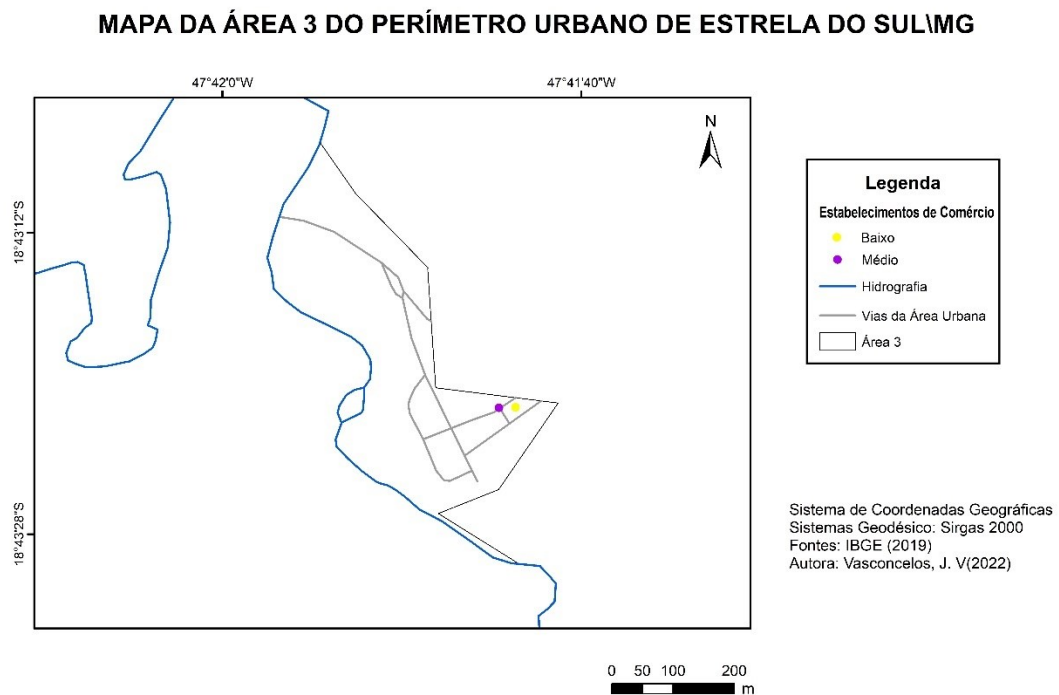 MAPA DA ÁREA 3 DO PERÍMETRO URBANO DE ESTRELA DO SUL\MG
47°42'0"W
47°41'40"W
N
18°43'12"S
18°43'28"S
Legenda
Estabelecimentos de Comércio
Baixo
Médio
Hidrografia
Vias da Área Urbana
Área 3
Sistema de Coordenadas Geográficas
Sistemas Geodésico: Sirgas 2000
Fontes: IBGE (2019)
Autora: Vasconcelos, J. V(2022)
0 50 100 200
m